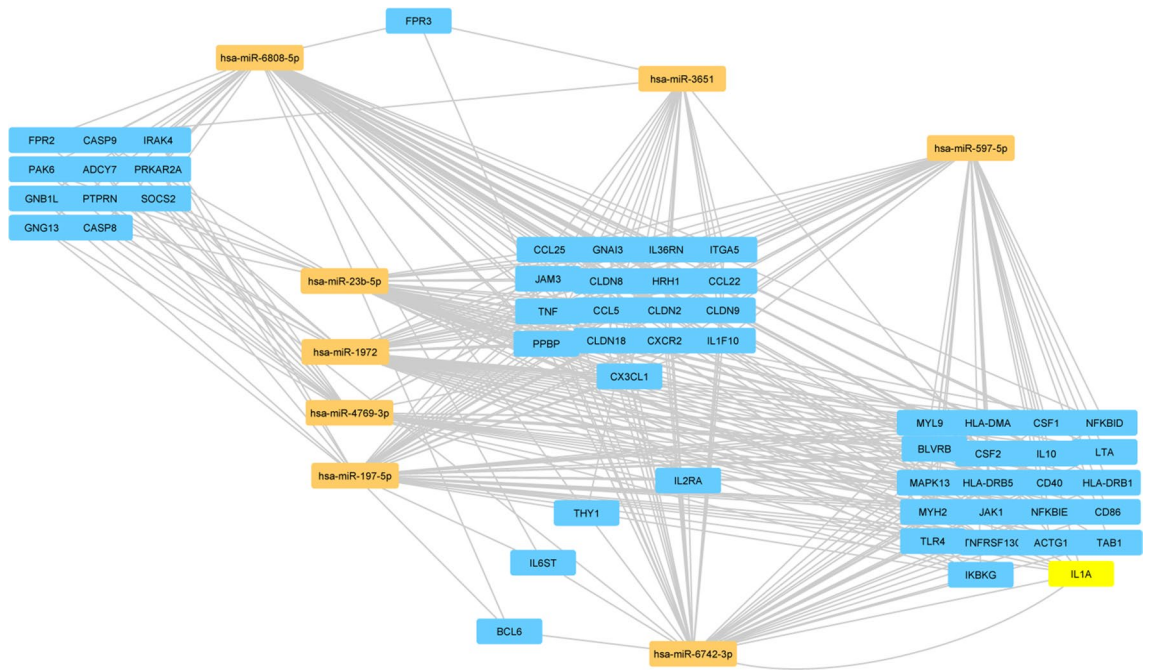 FPR3
hsa-miR-6808-5p
hsa-miR-3651
FPR2 CASP9 IRAK4
hsa-miR-597-5p
PAK6 ADCY7 PRKAR2A
GNB1L PTPRN SOCS2
GNG13 CASP8
CCL25 GNAI3 IL36RN ITGA5
hsa-miR-23b-5p
JAM3 CLDN8 HRH1 CCL22
TNF CCL5 CLDN2 CLDN9
PPBP CLDN18 CXCR2 IL1F10
hsa-miR-1972
CX3CL1
hsa-miR-4769-3p
MYL9 HLA-DMA CSF1 NFKBID
BLVRB CSF2 IL10 LTA
hsa-miR-197-5p
IL2RA
MAPK13 HLA-DRB5 CD40 HLA-DRB1
THY1
MYH2 JAK1 NFKBIE CD86
TLR4 ACTG1 TAB1
IL6ST
IKBKG IL1A
BCL6
hsa-miR-6742-3p